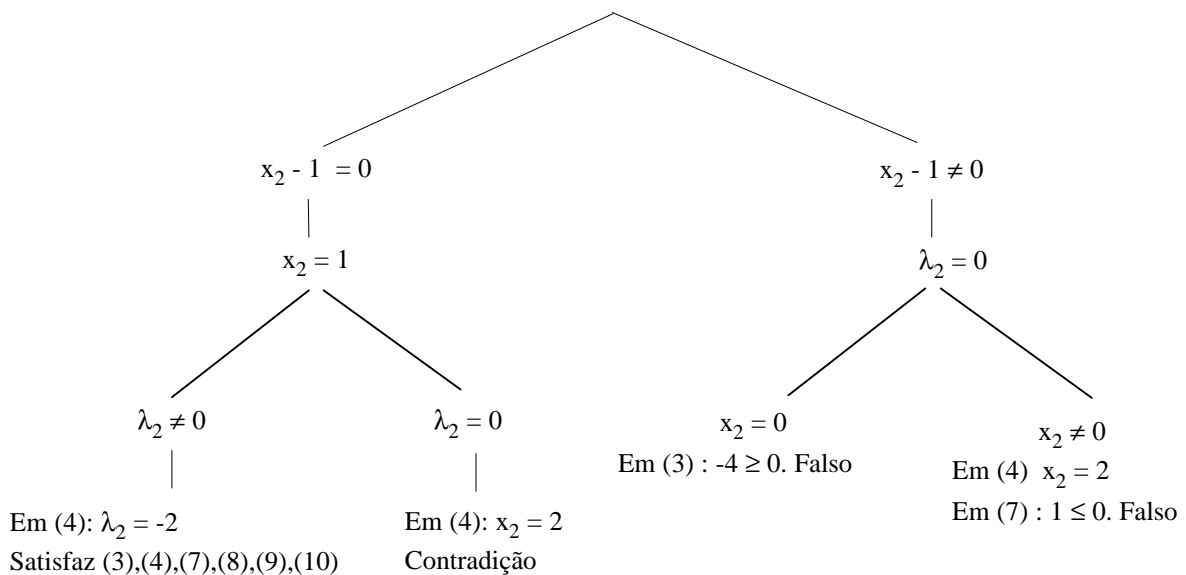 x₂ - 1 = 0
x₂ - 1 ≠ 0
x₂ = 1
λ₂ = 0
λ₂ ≠ 0
λ₂ = 0
x₂ = 0
x₂ ≠ 0
Em (3) : -4 ≥ 0. Falso
Em (4) x₂ = 2
Em (7) : 1 ≤ 0. Falso
Em (4): λ₂ = -2
Satisfaz (3),(4),(7),(8),(9),(10)
Em (4): x₂ = 2
Contradição